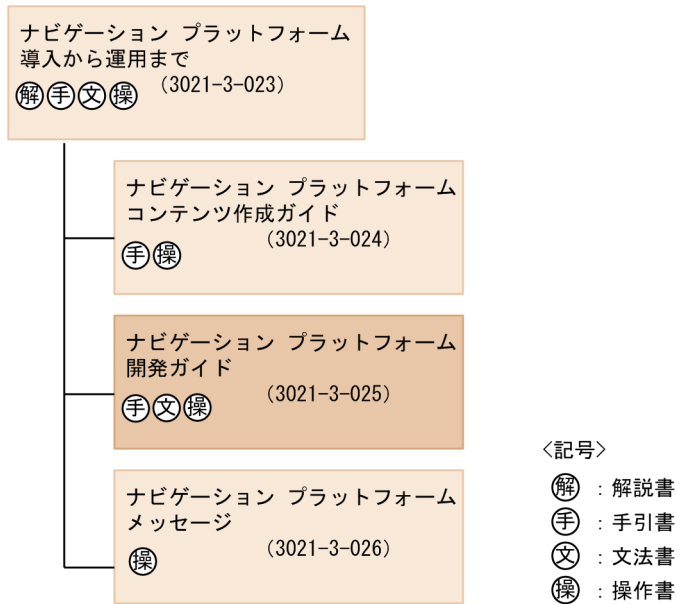 ナビゲーション プラットフォーム
導入から運用まで
(3021-3-023)
解手文操
ナビゲーション プラットフォーム
コンテンツ作成ガイド
(3021-3-024)
手操
ナビゲーション プラットフォーム
開発ガイド
(3021-3-025)
手文操
ナビゲーション プラットフォーム
メッセージ
(3021-3-026)
操
<記号>
解 : 解説書
手 : 手引書
文 : 文法書
操 : 操作書